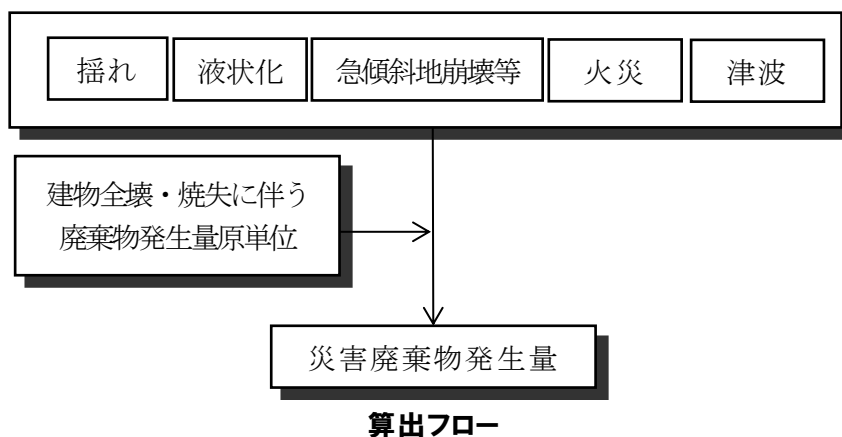 揺れ 液状化 急傾斜地崩壊等 火災 津波
建物全壊・焼失に伴う
廃棄物発生量原単位
災害廃棄物発生量
算出フロー